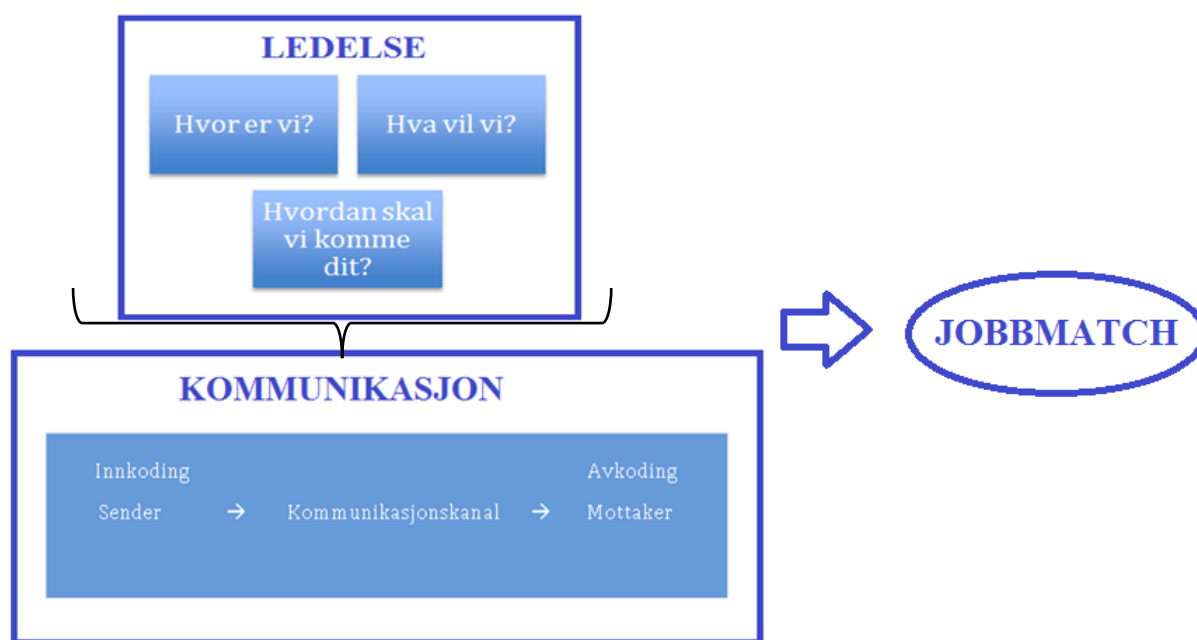 LEDELSE
Hvor er vi?
Hva vil vi?
Hvordan skal
vi komme
dit?
JOBBMATCH
KOMMUNIKASJON
Innkoding
Avkoding
Sender → Kommunikasjonskanal → Mottaker